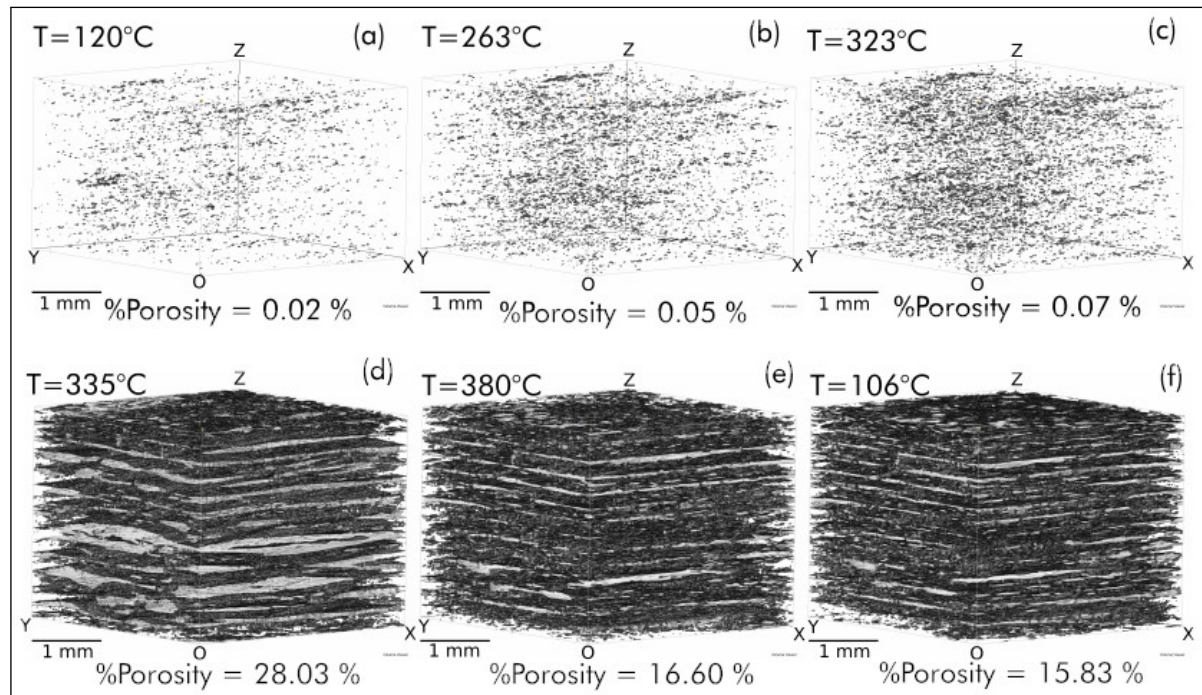 T=120°C (a)
Z
Y
X
O
1 mm
%Porosity = 0.02 %
T=263°C (b)
Z
Y
X
O
1 mm
%Porosity = 0.05 %
T=323°C (c)
Z
Y
X
O
1 mm
%Porosity = 0.07 %
T=335°C (d)
Z
Y
X
O
1 mm
%Porosity = 28.03 %
T=380°C (e)
Z
Y
X
O
1 mm
%Porosity = 16.60 %
T=106°C (f)
Z
Y
X
O
1 mm
%Porosity = 15.83 %